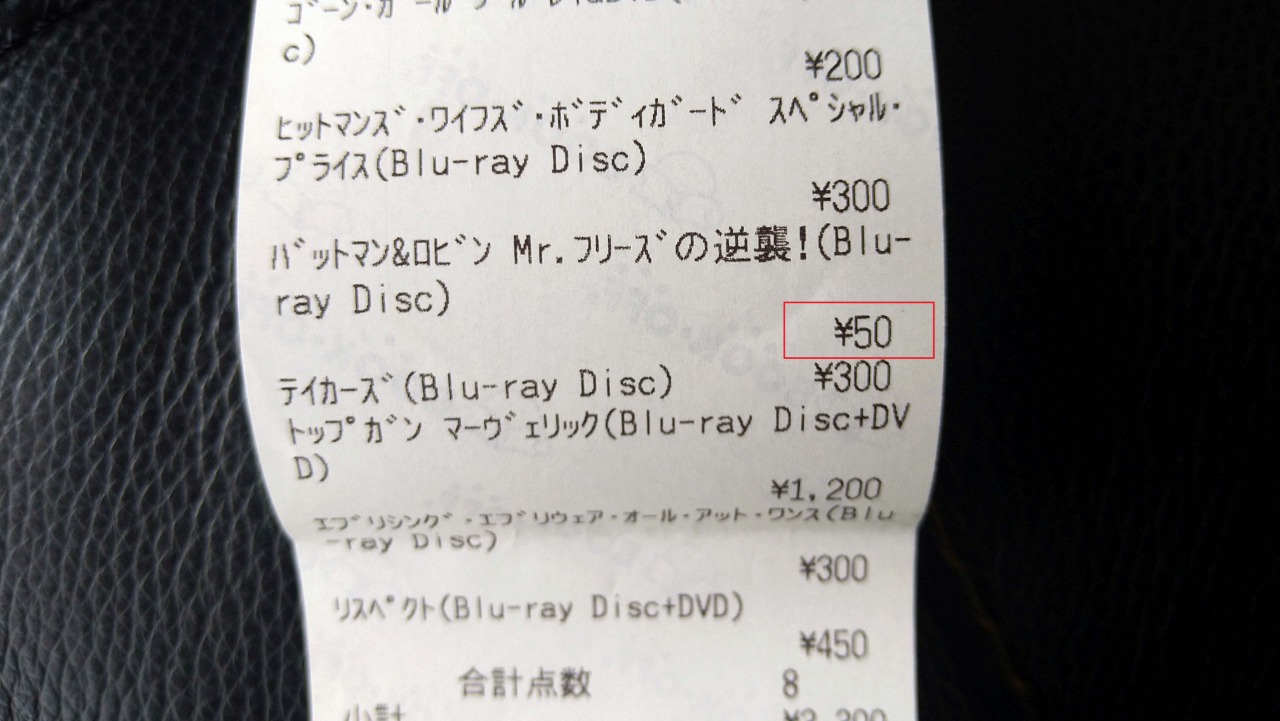 c)
¥200
ﾋｯﾄﾏﾝｽﾞ･ﾜｲﾌｽﾞ･ﾎﾞﾃﾞｨｶﾞｰﾄﾞ ｽﾍﾟｼｬﾙ･
ﾌﾟﾗｲｽ(Blu-ray Disc)
¥300
ﾊﾞｯﾄﾏﾝ&ﾛﾋﾞﾝ Mr.ﾌﾘｰｽﾞの逆襲!(Blu-
ray Disc)
¥50
ﾃｲｶｰｽﾞ(Blu-ray Disc) ¥300
ﾄｯﾌﾟｶﾞﾝ ﾏｰｳﾞｪﾘｯｸ(Blu-ray Disc+DV
D)
¥1,200
ｴﾌﾞﾘｼﾝｸﾞ･ｴﾌﾞﾘｳｪｱ･ｵｰﾙ･ｱｯﾄ･ﾜﾝｽ(Blu
-ray Disc)
¥300
ﾘｽﾍﾟｸﾄ(Blu-ray Disc+DVD)
¥450
合計点数 8
小計